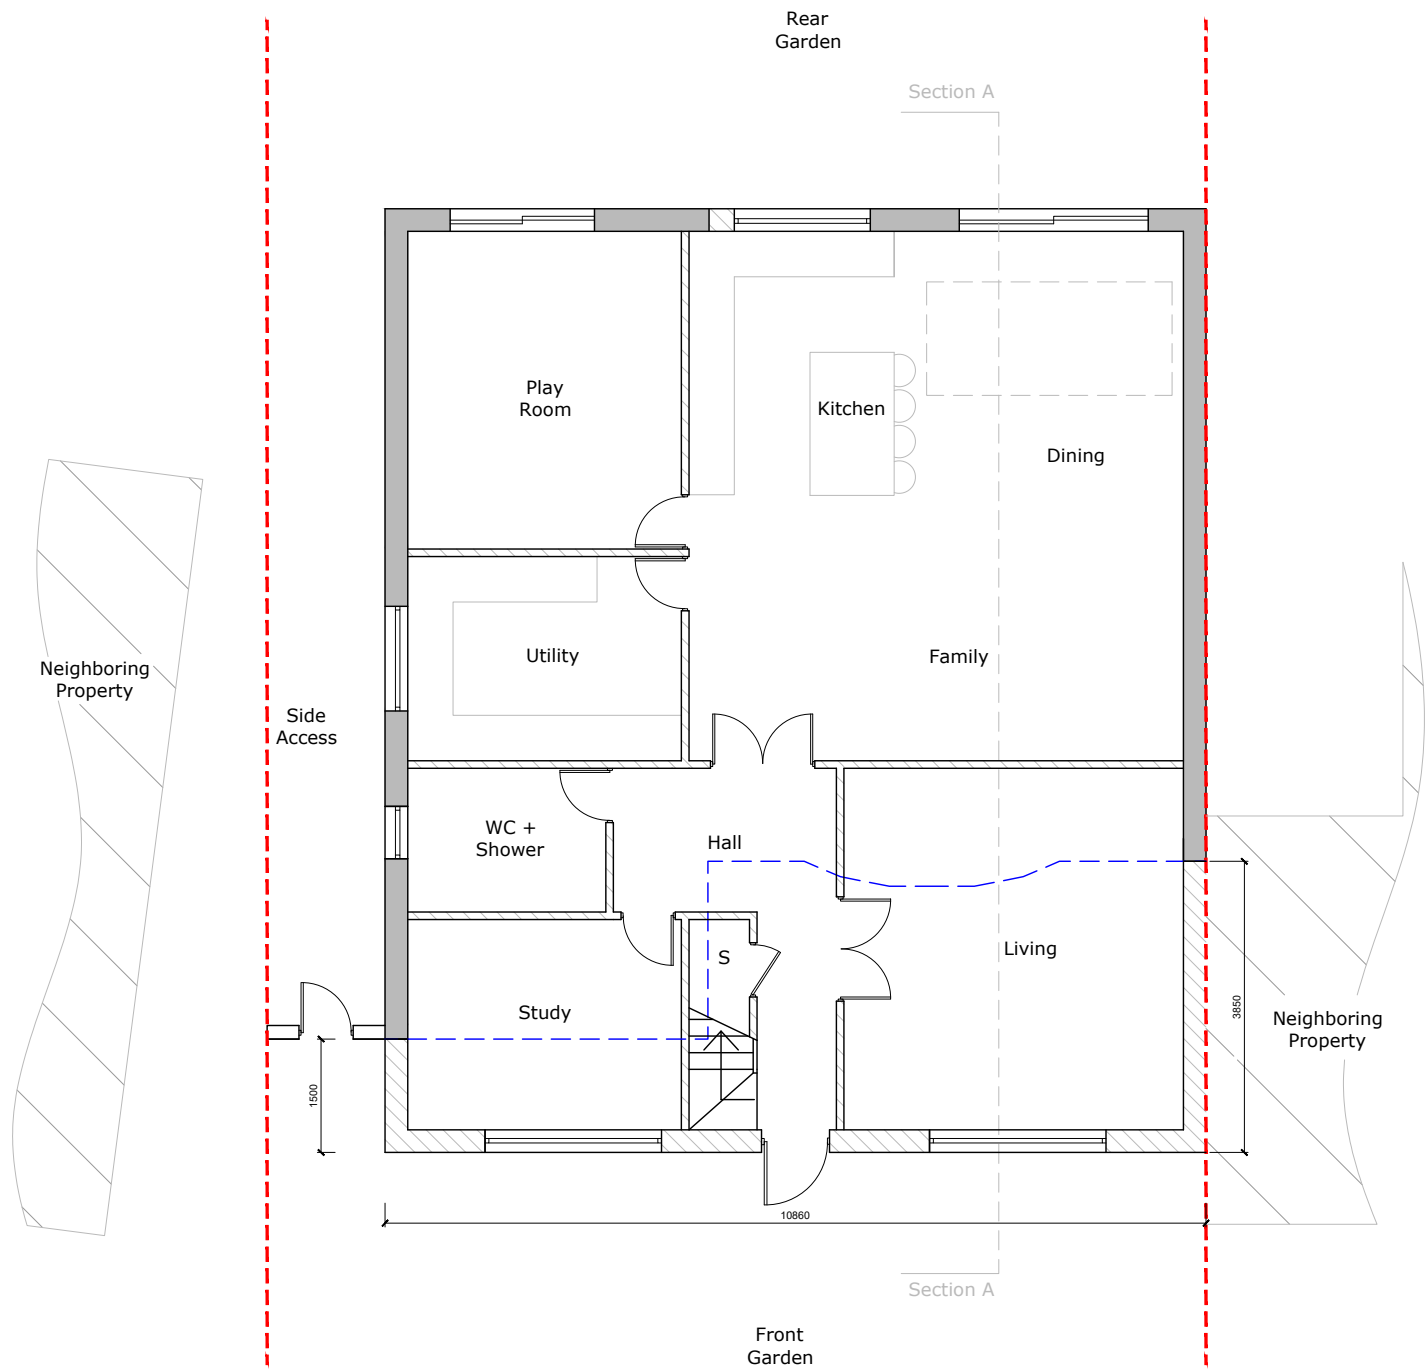 Rear
Garden
Section A
Play
Room
Kitchen
Dining
Neighboring
Property
Utility
Family
Side
Access
WC +
Shower
Hall
S
Living
Study
3850
Neighboring
Property
1500
10860
Section A
Front
Garden